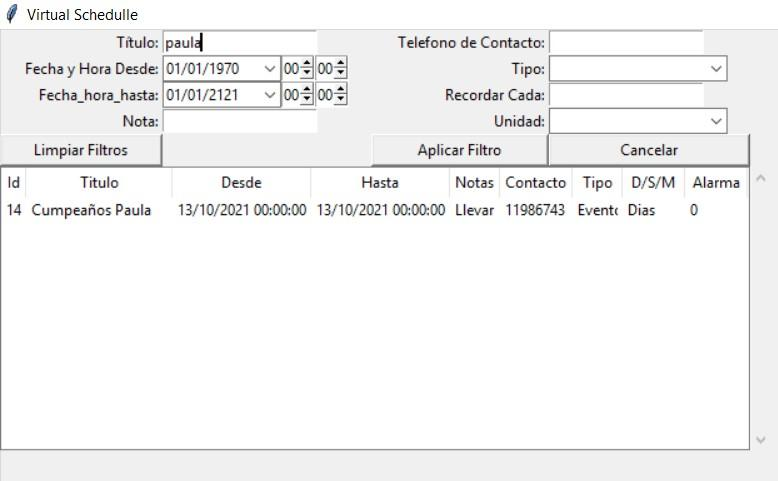 Virtual Schedulle
Título: paula Telefono de Contacto:
Fecha y Hora Desde: 01/01/1970 00 00 Tipo:
Fecha_hora_hasta: 01/01/2121 00 00 Recordar Cada:
Nota: Unidad:
Limpiar Filtros Aplicar Filtro Cancelar
Id Titulo Desde Hasta Notas Contacto Tipo D/S/M Alarma
14 Cumpeaños Paula 13/10/2021 00:00:00 13/10/2021 00:00:00 Llevar 11986743 Evento Dias 0